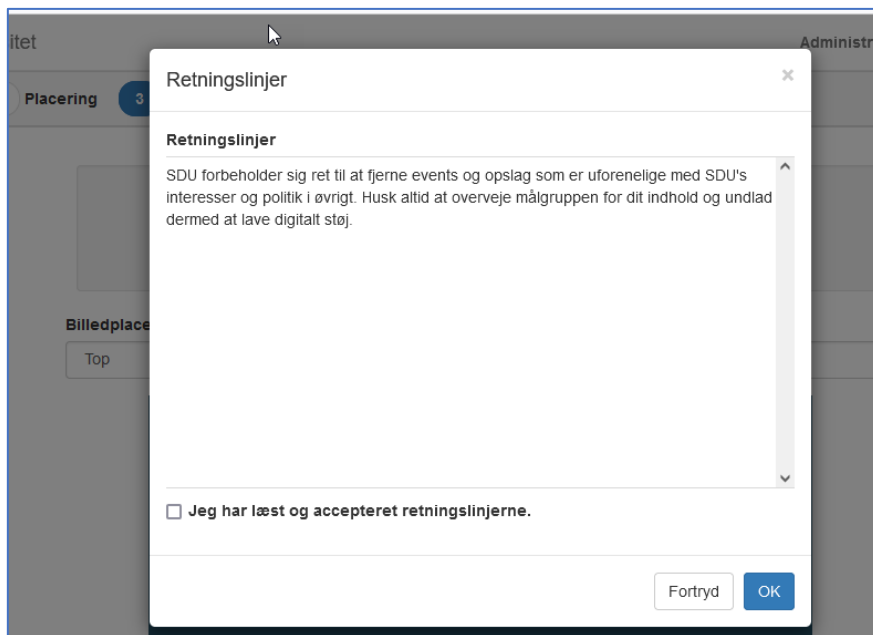 itet
Administr
Placering 3
Retningslinjer ×
Retningslinjer
SDU forbeholder sig ret til at fjerne events og opslag som er uforenelige med SDU's
interesser og politik i øvrigt. Husk altid at overveje målgruppen for dit indhold og undlad
dermed at lave digitalt støj.
Billedplace
Top
Jeg har læst og accepteret retningslinjerne.
Fortryd OK